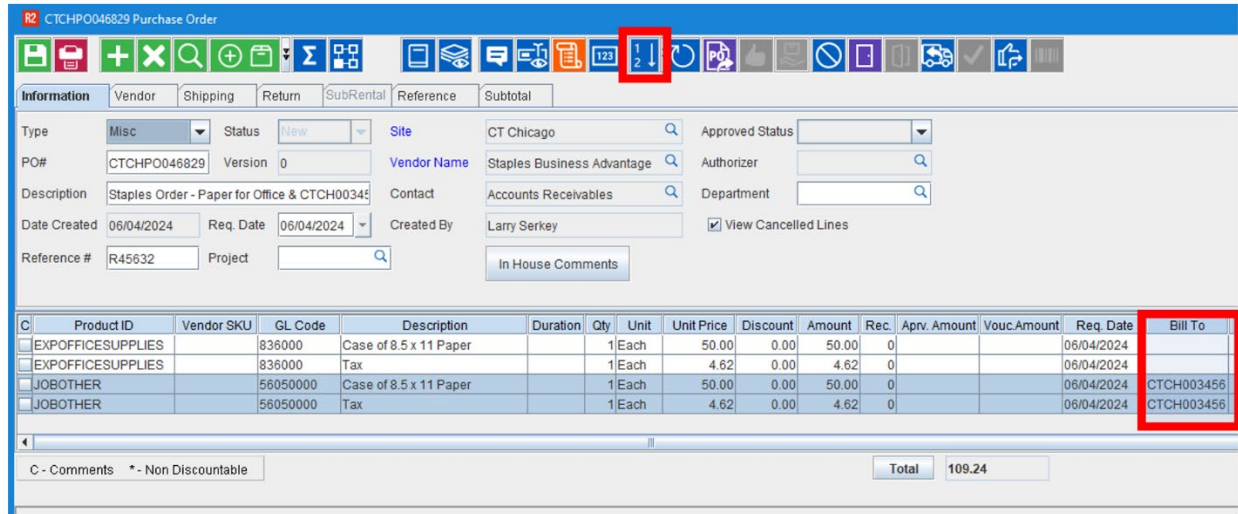 R2 CTCHPO046829 Purchase Order
123 1 2 PO
Information Vendor Shipping Return SubRental Reference Subtotal
Type Misc Status New Site CT Chicago Approved Status
PO# CTCHPO046829 Version 0 Vendor Name Staples Business Advantage Authorizer
Description Staples Order - Paper for Office & CTCH00345 Contact Accounts Receivables Department
Date Created 06/04/2024 Req. Date 06/04/2024 Created By Larry Serkey View Cancelled Lines
Reference # R45632 Project In House Comments
C Product ID Vendor SKU GL Code Description Duration Qty Unit Unit Price Discount Amount Rec. Aprv. Amount Vouc.Amount Req. Date Bill To
EXPOFFICESUPPLIES 836000 Case of 8.5 x 11 Paper 1 Each 50.00 0.00 50.00 0 06/04/2024
EXPOFFICESUPPLIES 836000 Tax 1 Each 4.62 0.00 4.62 0 06/04/2024
JOBOTHER 56050000 Case of 8.5 x 11 Paper 1 Each 50.00 0.00 50.00 0 06/04/2024 CTCH003456
JOBOTHER 56050000 Tax 1 Each 4.62 0.00 4.62 0 06/04/2024 CTCH003456
C - Comments * - Non Discountable Total 109.24